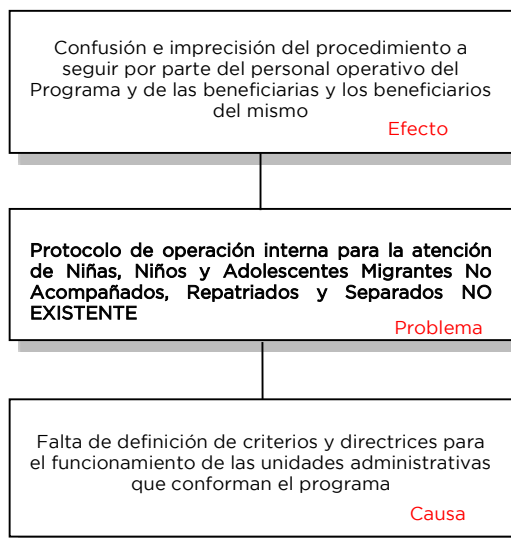 Confusión e imprecisión del procedimiento a
seguir por parte del personal operativo del
Programa y de las beneficiarias y los beneficiarios
del mismo
Efecto
Protocolo de operación interna para la atención
de Niñas, Niños y Adolescentes Migrantes No
Acompañados, Repatriados y Separados NO
EXISTENTE
Problema
Falta de definición de criterios y directrices para
el funcionamiento de las unidades administrativas
que conforman el programa
Causa